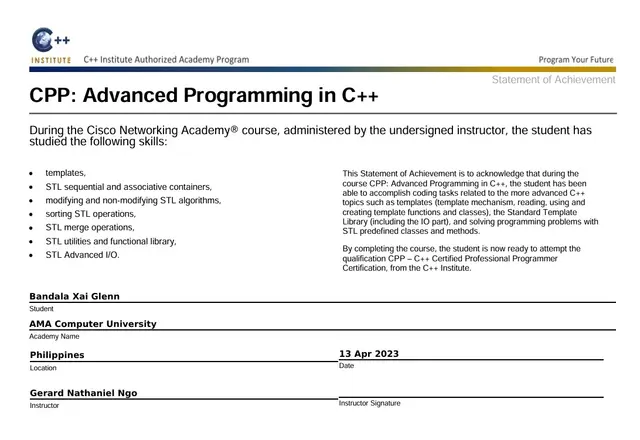 C++
INSTITUTE
C++ Institute Authorized Academy Program
Program Your Future
Statement of Achievement
CPP: Advanced Programming in C++
During the Cisco Networking Academy® course, administered by the undersigned instructor, the student has
studied the following skills:
• templates,
• STL sequential and associative containers,
• modifying and non-modifying STL algorithms,
• sorting STL operations,
• STL merge operations,
• STL utilities and functional library,
• STL Advanced I/O.
This Statement of Achievement is to acknowledge that during the
course CPP: Advanced Programming in C++, the student has been
able to accomplish coding tasks related to the more advanced C++
topics such as templates (template mechanism, reading, using and
creating template functions and classes), the Standard Template
Library (including the IO part), and solving programming problems with
STL predefined classes and methods.
By completing the course, the student is now ready to attempt the
qualification CPP – C++ Certified Professional Programmer
Certification, from the C++ Institute.
Bandala Xai Glenn
Student
AMA Computer University
Academy Name
Philippines
Location
13 Apr 2023
Date
Gerard Nathaniel Ngo
Instructor
Instructor Signature